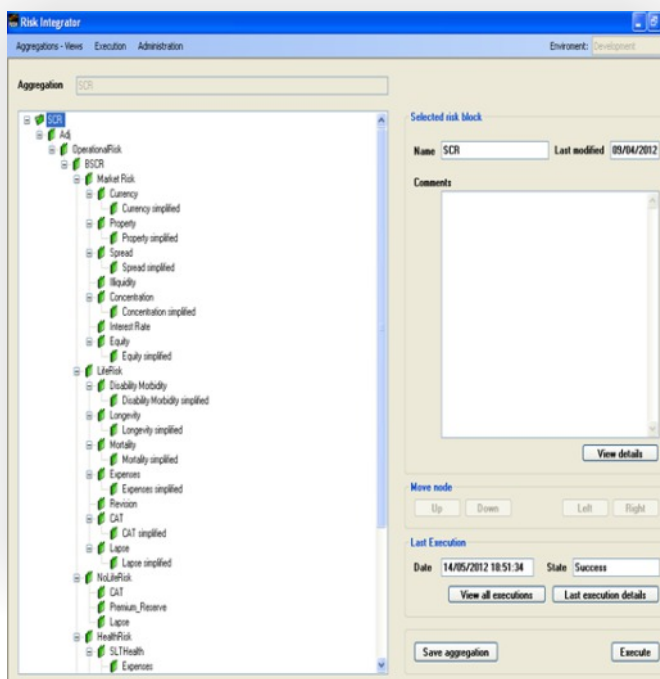 Risk Integrator
Aggregations - Views Execution Administration Enviroment: Development
Aggregation SCR
SCR
Adj
OperationalRisk
BSCR
Market Risk
Currency
Currency simplified
Property
Property simplified
Spread
Spread simplified
Illiquidity
Concentration
Concentration simplified
Interest Rate
Equity
Equity simplified
LifeRisk
Disability Morbidity
Disability Morbidity simplified
Longevity
Longevity simplified
Mortality
Mortality simplified
Expenses
Expenses simplified
Revision
CAT
CAT simplified
Lapse
Lapse simplified
NoLifeRisk
CAT
Premium_Reserve
Lapse
HealthRisk
SLTHealth
Expenses
Selected risk block
Name SCR Last modified 09/04/2012
Comments
View details
Move node
Up Down Left Right
Last Execution
Date 14/05/2012 18:51:34 State Success
View all executions Last execution details
Save aggregation Execute